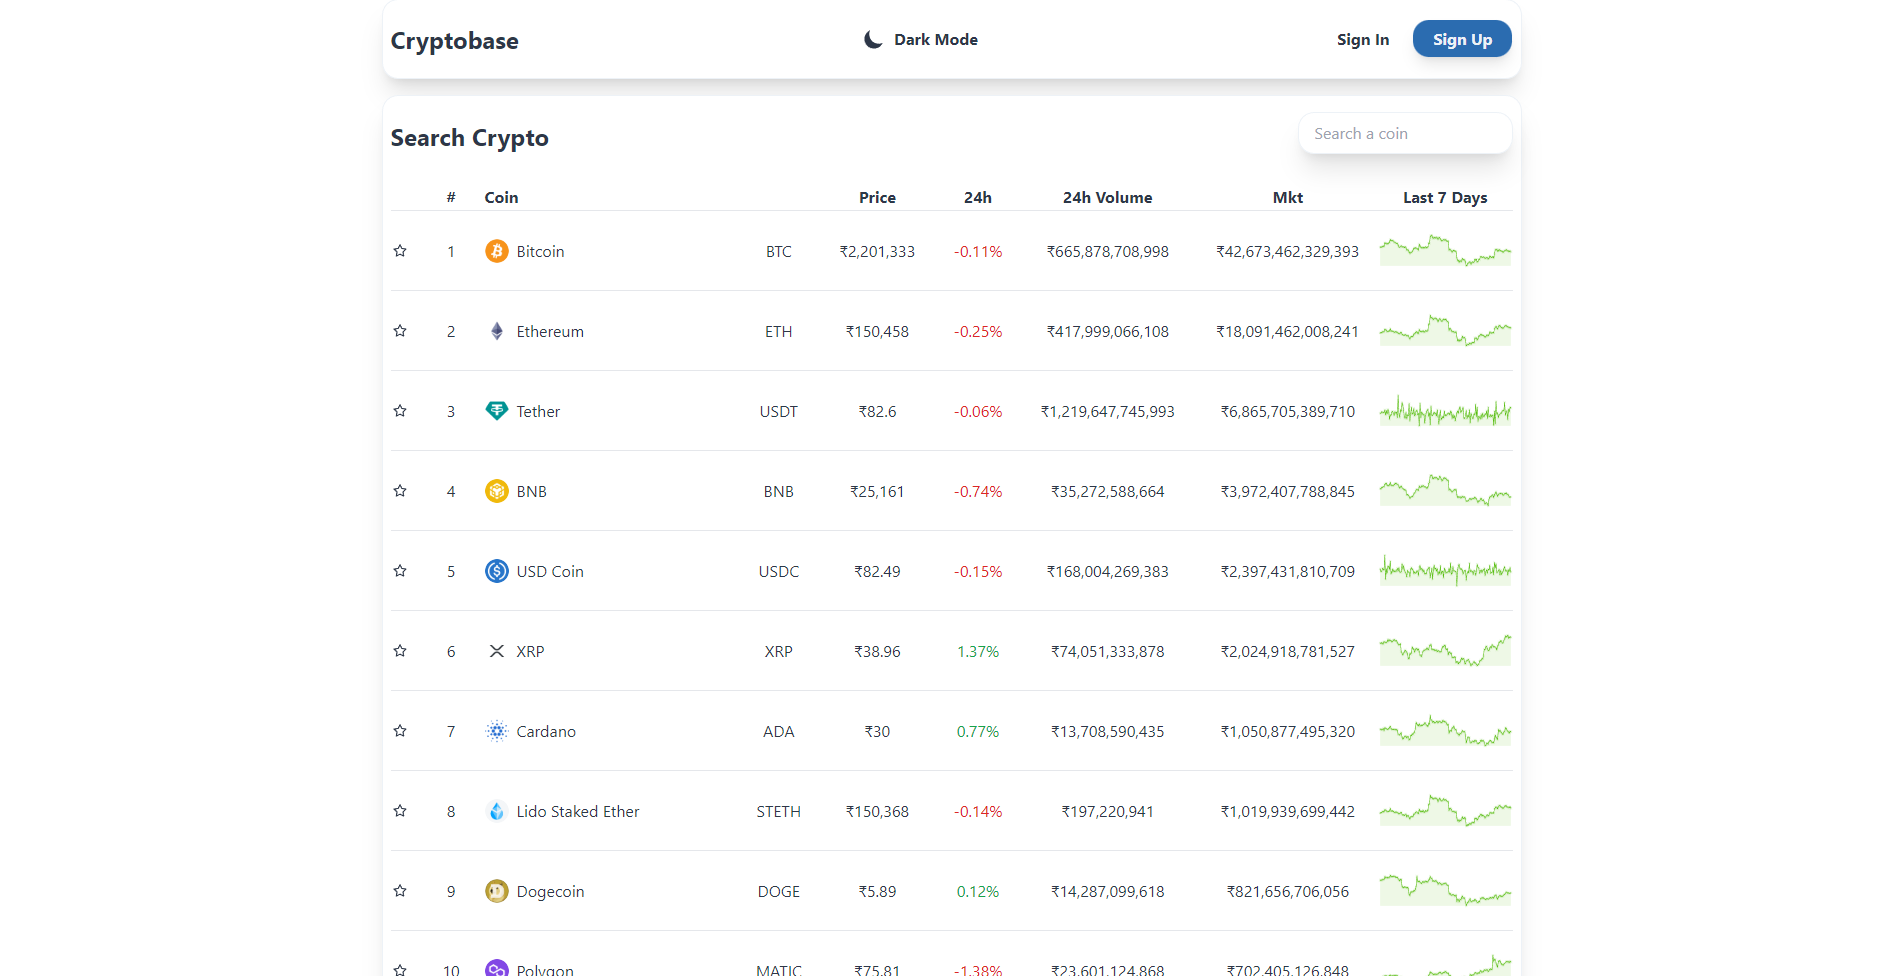 Cryptobase Dark Mode Sign In Sign Up
Search Crypto Search a coin
# Coin Price 24h 24h Volume Mkt Last 7 Days
1 Bitcoin BTC ₹2,201,333 -0.11% ₹665,878,708,998 ₹42,673,462,329,393
2 Ethereum ETH ₹150,458 -0.25% ₹417,999,066,108 ₹18,091,462,008,241
3 Tether USDT ₹82.6 -0.06% ₹1,219,647,745,993 ₹6,865,705,389,710
4 BNB BNB ₹25,161 -0.74% ₹35,272,588,664 ₹3,972,407,788,845
5 USD Coin USDC ₹82.49 -0.15% ₹168,004,269,383 ₹2,397,431,810,709
6 XRP XRP ₹38.96 1.37% ₹74,051,333,878 ₹2,024,918,781,527
7 Cardano ADA ₹30 0.77% ₹13,708,590,435 ₹1,050,877,495,320
8 Lido Staked Ether STETH ₹150,368 -0.14% ₹197,220,941 ₹1,019,939,699,442
9 Dogecoin DOGE ₹5.89 0.12% ₹14,287,099,618 ₹821,656,706,056
10 Polygon MATIC ₹75.81 -1.38% ₹23,601,124,868 ₹702,405,126,848